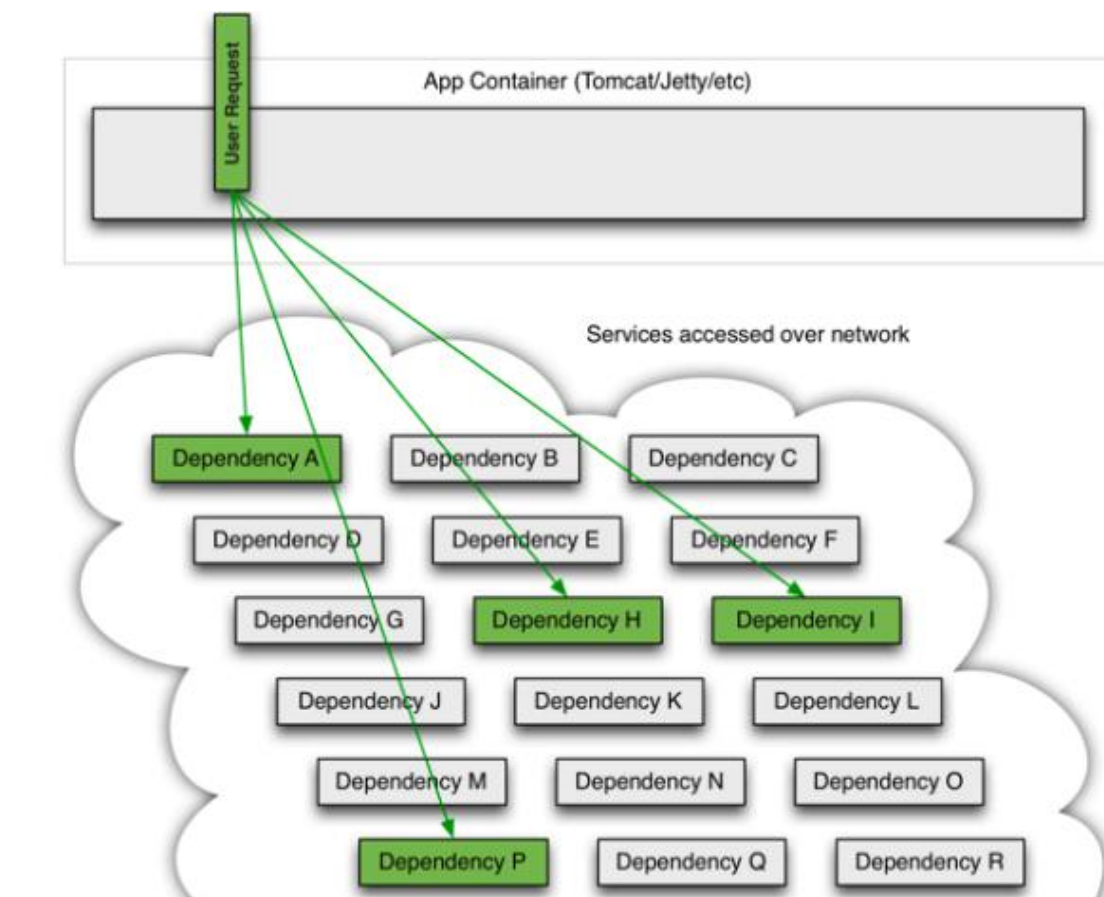 User Request
App Container (Tomcat/Jetty/etc)
Services accessed over network
Dependency A
Dependency B
Dependency C
Dependency D
Dependency E
Dependency F
Dependency G
Dependency H
Dependency I
Dependency J
Dependency K
Dependency L
Dependency M
Dependency N
Dependency O
Dependency P
Dependency Q
Dependency R